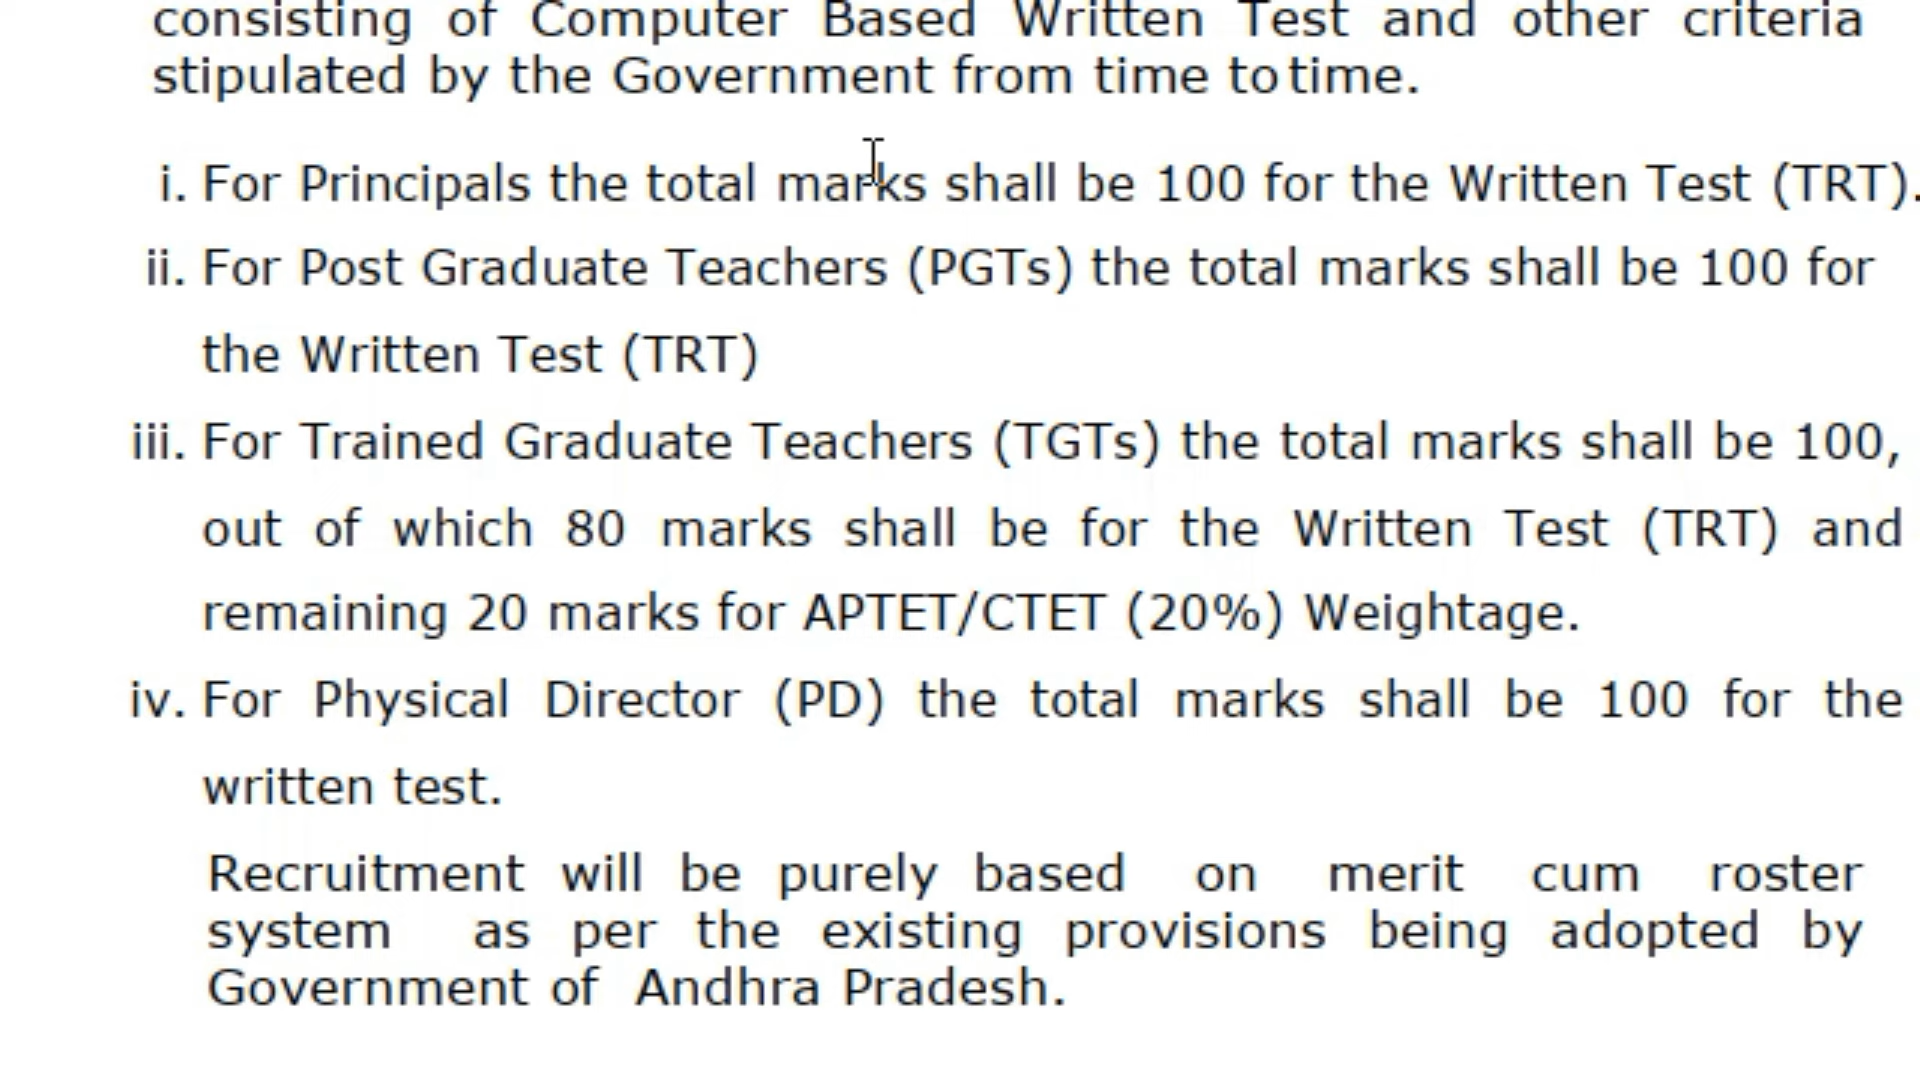 consisting of Computer Based Written Test and other criteria
stipulated by the Government from time to time.
i. For Principals the total marks shall be 100 for the Written Test (TRT).
ii. For Post Graduate Teachers (PGTs) the total marks shall be 100 for
the Written Test (TRT)
iii. For Trained Graduate Teachers (TGTs) the total marks shall be 100,
out of which 80 marks shall be for the Written Test (TRT) and
remaining 20 marks for APTET/CTET (20%) Weightage.
iv. For Physical Director (PD) the total marks shall be 100 for the
written test.
Recruitment will be purely based on merit cum roster
system as per the existing provisions being adopted by
Government of Andhra Pradesh.